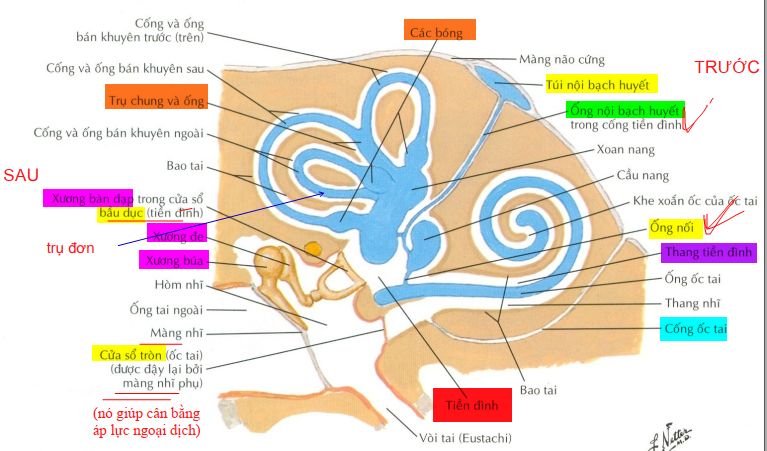 Cống và ống
bán khuyên trước (trên)
Cống và ống bán khuyên sau
Trụ chung và ống
Cống và ống bán khuyên ngoài
Bao tai
SAU
Xương bàn đạp trong cửa sổ
bầu dục (tiền đình)
trụ đơn
Xương đe
Xương búa
Hòm nhĩ
Ống tai ngoài
Màng nhĩ
Cửa sổ tròn (ốc tai)
(được đậy lại bởi
màng nhĩ phụ)
(nó giúp cân bằng
áp lực ngoại dịch)
Các bóng
Màng não cứng
TRƯỚC
Túi nội bạch huyết
Ống nội bạch huyết
trong cống tiền đình
Xoan nang
Cầu nang
Khe xoắn ốc của ốc tai
Ống nối
Thang tiền đình
Ống ốc tai
Thang nhĩ
Cống ốc tai
Bao tai
Tiền đình
Vòi tai (Eustachi)
F. Netter
M.D.